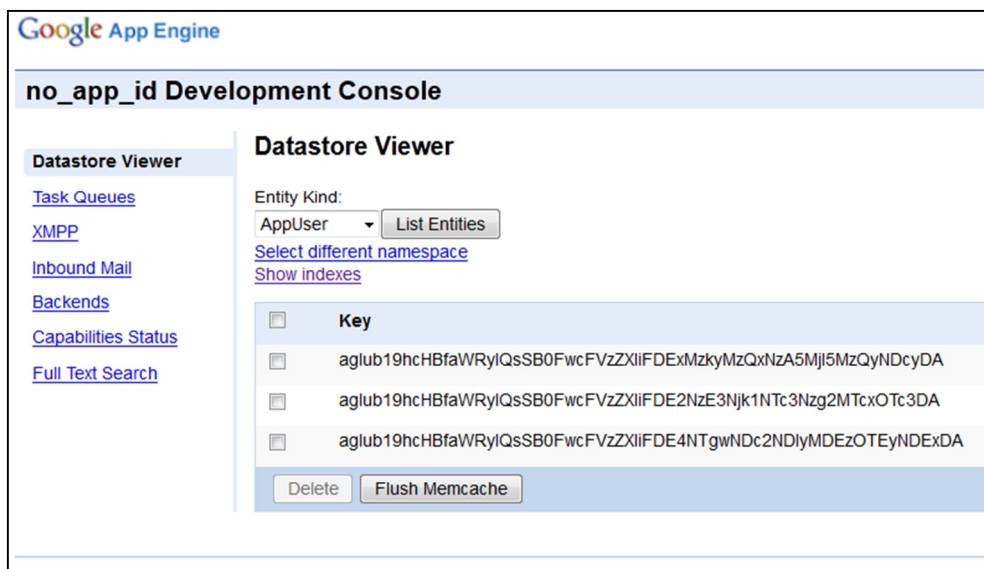 Google App Engine
no_app_id Development Console
Datastore Viewer
Task Queues
XMPP
Inbound Mail
Backends
Capabilities Status
Full Text Search
Datastore Viewer
Entity Kind:
AppUser List Entities
Select different namespace
Show indexes
Key
aglub19hcHBfaWRylQsSB0FwcFVzZXliFDExMzkyMzQxNzA5Mjl5MzQyNDcyDA
aglub19hcHBfaWRylQsSB0FwcFVzZXliFDE2NzE3Njk1NTc3Nzg2MTcxOTc3DA
aglub19hcHBfaWRylQsSB0FwcFVzZXliFDE4NTgwNDc2NDIyMDEzOTEyNDExDA
Delete Flush Memcache